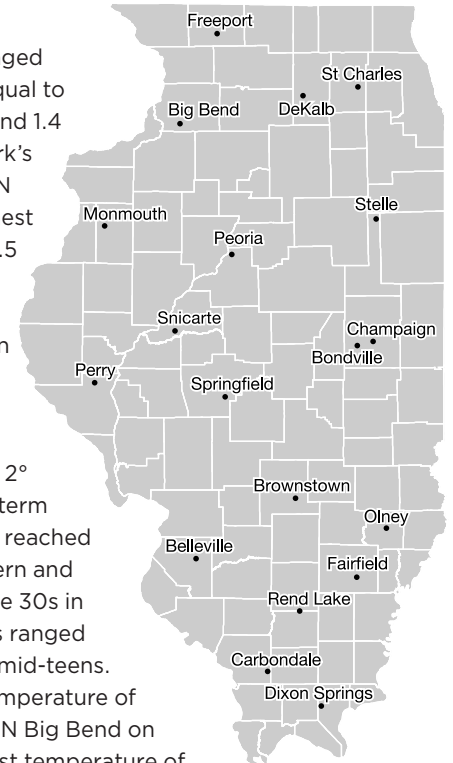 ged
qual to
nd 1.4
rk's
N
est
.5
n
2°
term
reached
ern and
e 30s in
s ranged
mid-teens.
mperature of
N Big Bend on
st temperature of
Freeport
St Charles
Big Bend
DeKalb
Stelle
Monmouth
Peoria
Snicarte
Champaign
Bondville
Perry
Springfield
Brownstown
Olney
Belleville
Fairfield
Rend Lake
Carbondale
Dixon Springs